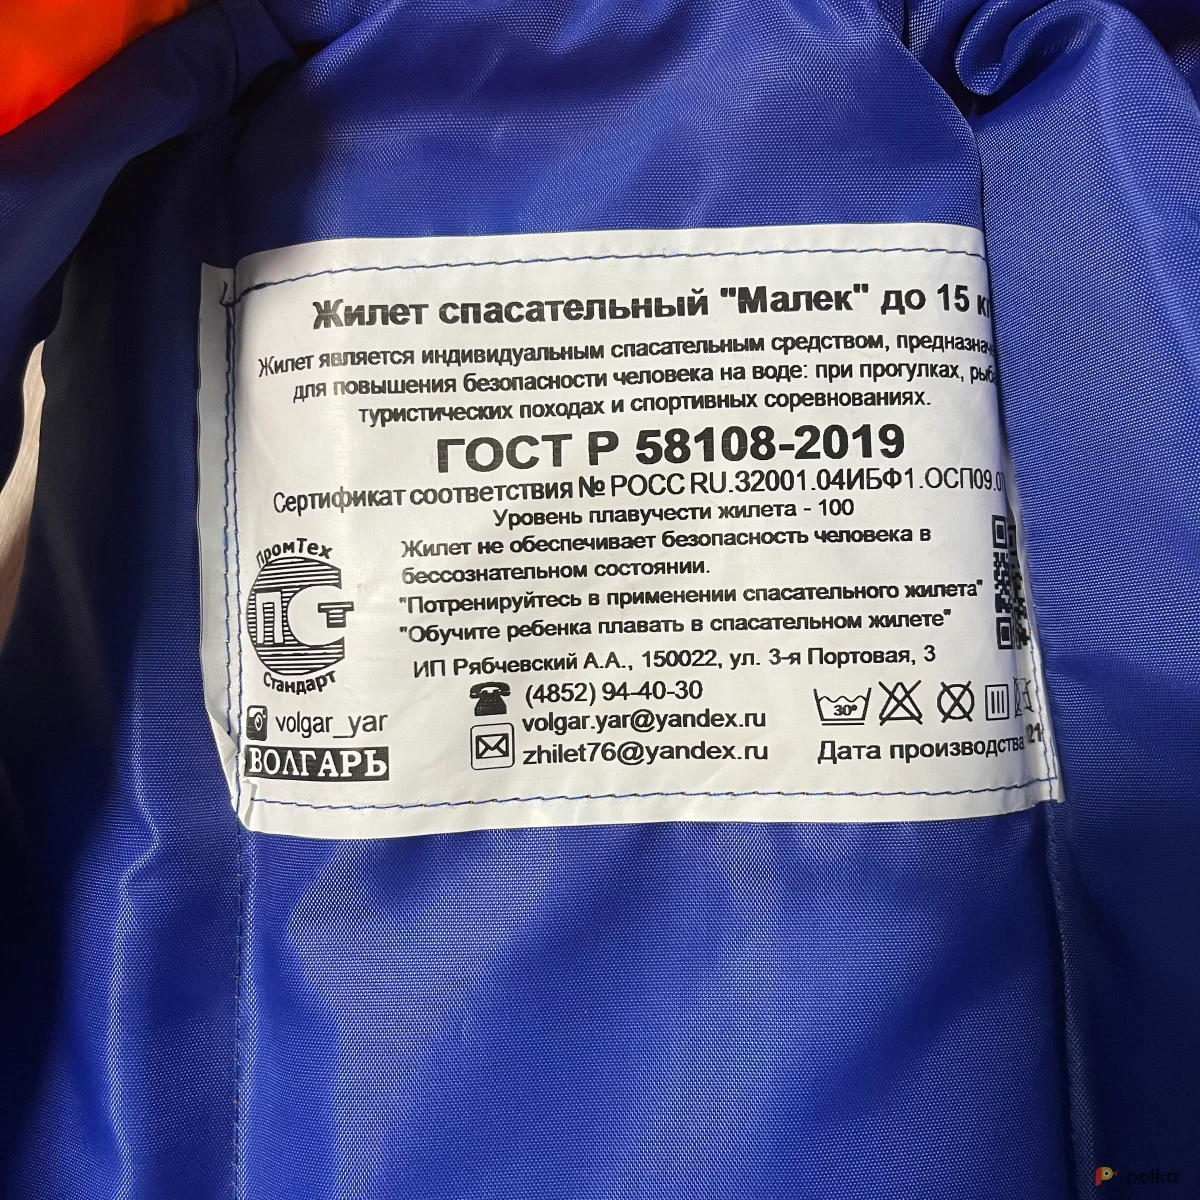 Жилет спасательный "Малек" до 15
Жилет является индивидуальным спасательным средством,
для повышения безопасности человека на воде: при прогулках,
туристических походах и спортивных соревнованиях.
ГОСТ Р 58108-2019
Сертификат соответствия № РОСС RU.32001.04ИБФ1.ОСП09.
Уровень плавучести жилета - 100
Жилет не обеспечивает безопасность человека в
бессознательном состоянии.
"Потренируйтесь в применении спасательного жилета"
"Обучите ребенка плавать в спасательном жилете"
ПромТех
ПСТ
Стандарт
ИП Рябчевский А.А., 150022, ул. 3-я Портовая, 3
(4852) 94-40-30
volgar_yar
volgar.yar@yandex.ru
30°
ВОЛГАРЬ
zhilet76@yandex.ru
Дата производства
polka